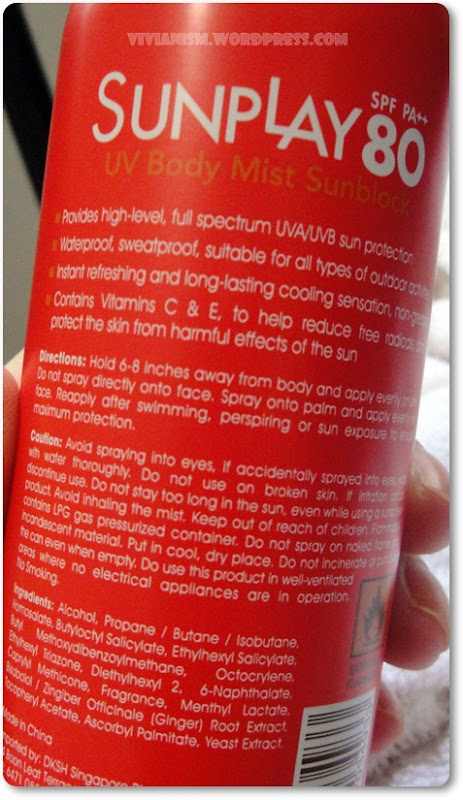 VIVIANISM.WORDPRESS.COM
SUNPLAY
SPF PA++
80
UV Body Mist Sunblock
Provides high-level, full spectrum UVA/UVB sun protection
Waterproof, sweatproof, suitable for all types of outdoor
Instant refreshing and long-lasting cooling sensation,
Contains Vitamins C & E, to help reduce free radicals
protect the skin from harmful effects of the sun
Directions: Hold 6-8 inches away from body and apply evenly on
Do not spray directly onto face. Spray onto palm and apply
face. Reapply after swimming, perspiring or sun exposure to
maximum protection.
Caution: Avoid spraying into eyes, if accidentally sprayed into eyes,
with water thoroughly. Do not use on broken skin. If irritation
discontinue use. Do not stay too long in the sun, even while using a
product. Avoid inhaling the mist. Keep out of reach of children.
contains LPG gas pressurized container. Do not spray on naked
incandescent material. Put in cool, dry place. Do not incinerate or
the can even when empty. Do use this product in well-ventilated
areas where no electrical appliances are in operation.
No Smoking.
Ingredients: Alcohol, Propane / Butane / Isobutane,
Homosalate, Butyloctyl Salicylate, Ethylhexyl Salicylate,
Butyl Methoxydibenzoylmethane, Octocrylene,
Ethylhexyl Triazone, Diethylhexyl 2, 6-Naphthalate,
Caprylyl Methicone, Fragrance, Menthyl Lactate,
Bisabolol / Zingiber Officinale (Ginger) Root Extract,
Tocopheryl Acetate, Ascorbyl Palmitate, Yeast Extract.
Made in China
Imported by: DKSH Singapore
Boon Leat Terrace
6471